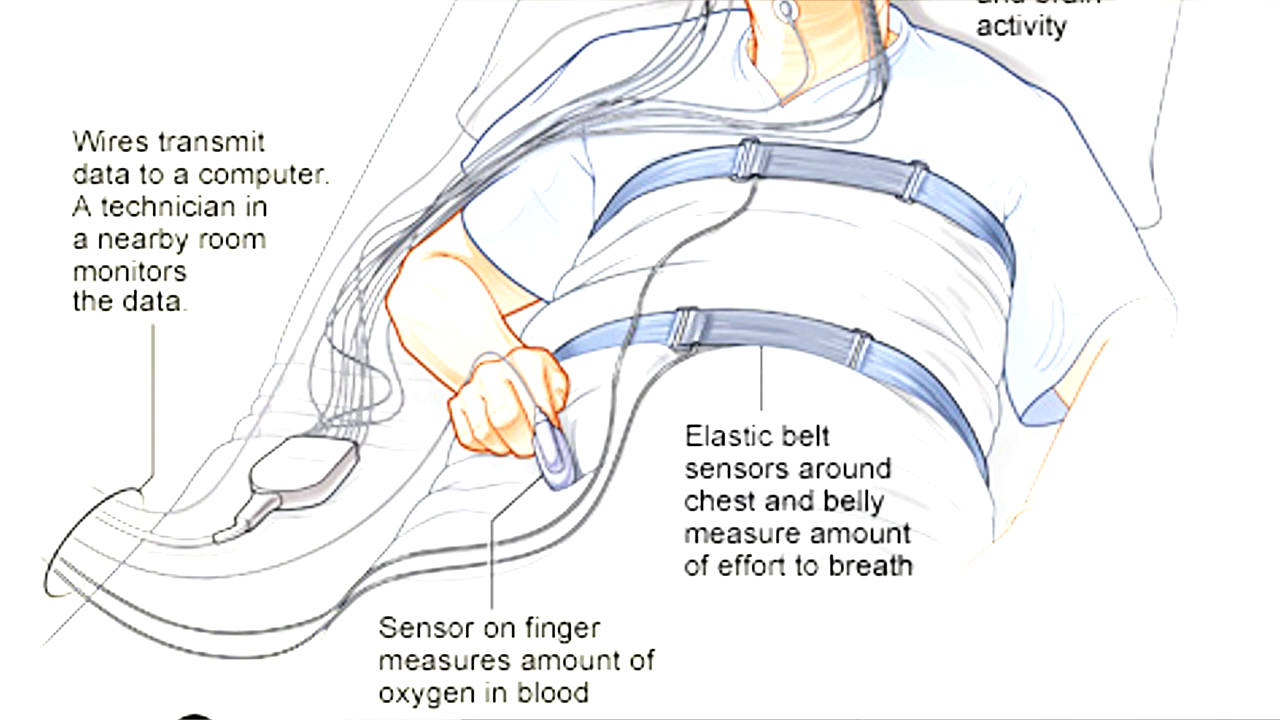 activity
Wires transmit
data to a computer.
A technician in
a nearby room
monitors
the data.
Elastic belt
sensors around
chest and belly
measure amount
of effort to breath
Sensor on finger
measures amount of
oxygen in blood